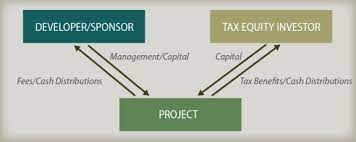 DEVELOPER/SPONSOR
TAX EQUITY INVESTOR
Management/Capital
Capital
Fees/Cash Distributions
Tax Benefits/Cash Distributions
PROJECT